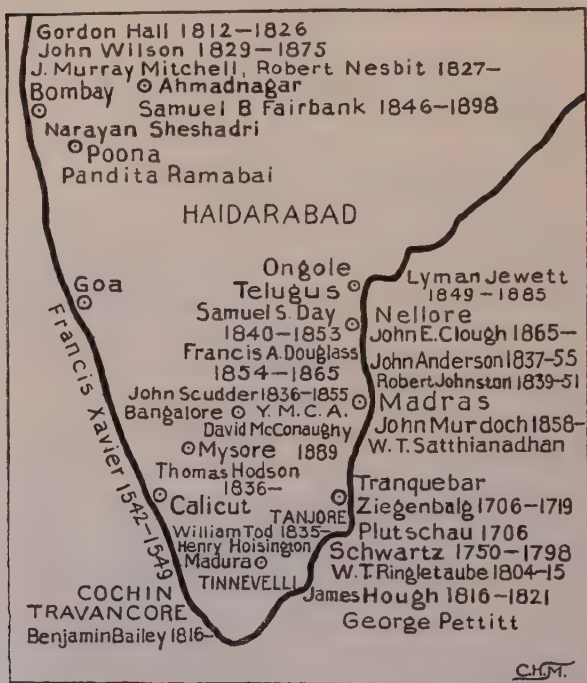 Gordon Hall 1812–1826
John Wilson 1829–1875
J. Murray Mitchell, Robert Nesbit 1827–
Bombay
Ahmadnagar
Samuel B Fairbank 1846–1898
Narayan Sheshadri
Poona
Pandita Ramabai
HAIDARABAD
Goa
Francis Xavier 1542–1549
Ongole
Telugus
Lyman Jewett
1849–1885
Samuel S. Day
1840–1853
Nellore
John E. Clough 1865–
Francis A. Douglass
1854–1865
John Anderson 1837-55
Robert Johnston 1839-51
John Scudder 1836–1855
Madras
Bangalore
Y. M. C. A.
David McConaughy
1889
John Murdoch 1858–
W. T. Satthianadhan
Mysore
Thomas Hodson
1836–
Calicut
Tranquebar
TANJORE
Ziegenbalg 1706–1719
Plutschau 1706
William Tod 1835–
Henry Hoisington
Schwartz 1750–1798
Madura
W. T. Ringletaube 1804–15
TINNEVELLI
James Hough 1816–1821
George Pettitt
COCHIN
TRAVANCORE
Benjamin Bailey 1816–
C.H.M.